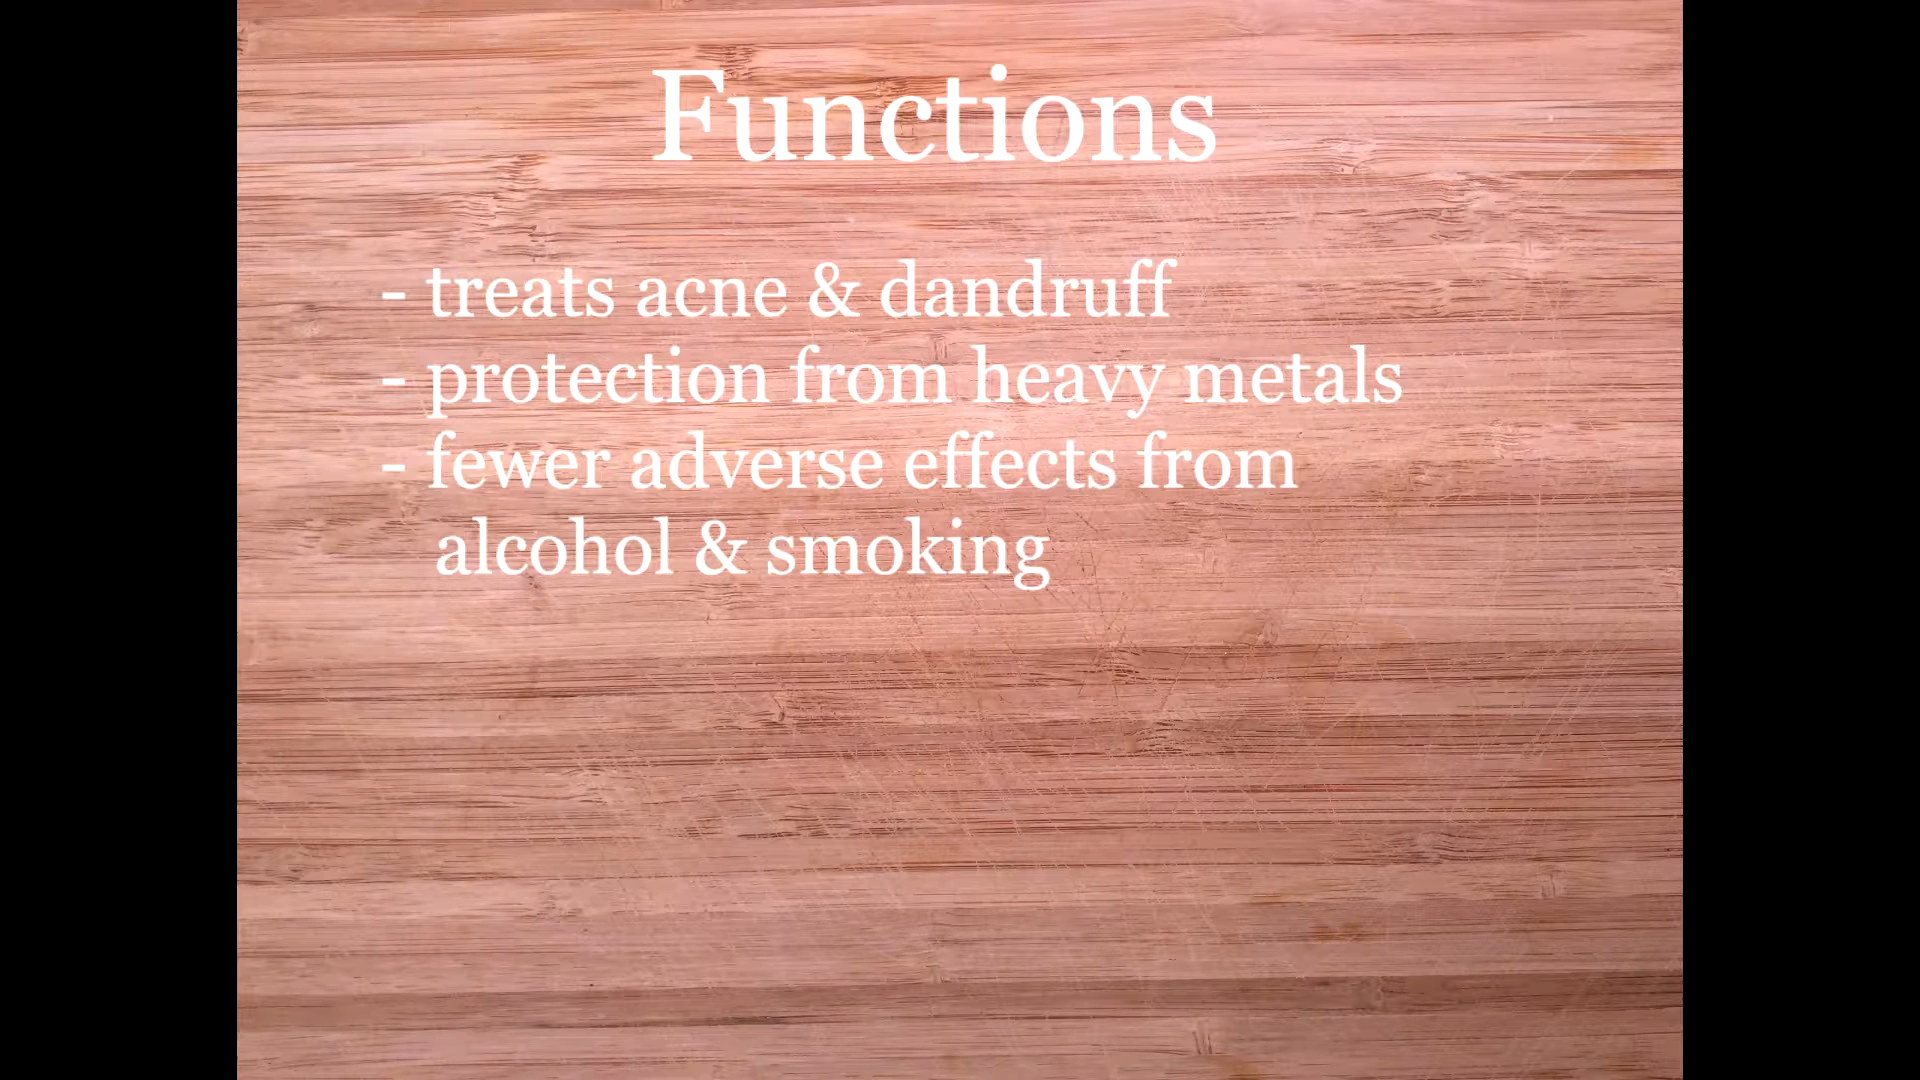 Functions
- treats acne & dandruff
- protection from heavy metals
- fewer adverse effects from
alcohol & smoking